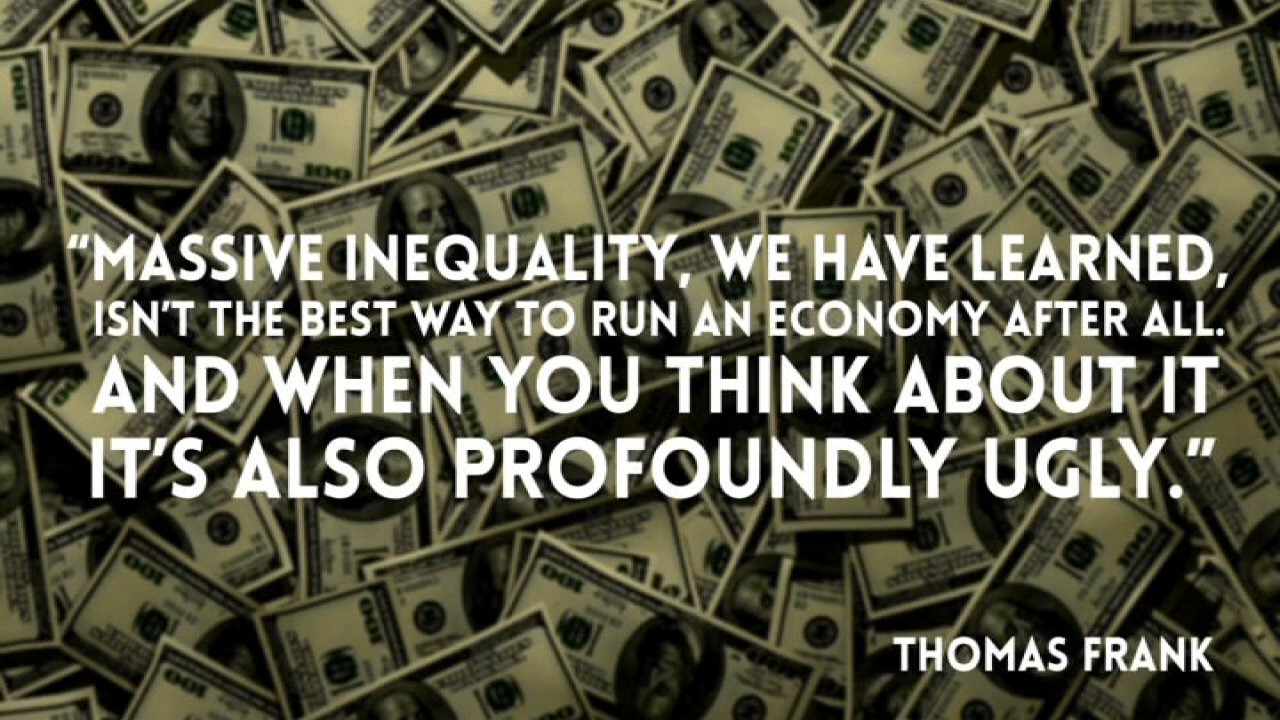 “MASSIVE INEQUALITY, WE HAVE LEARNED,
ISN’T THE BEST WAY TO RUN AN ECONOMY AFTER ALL.
AND WHEN YOU THINK ABOUT IT
IT’S ALSO PROFOUNDLY UGLY.”
THOMAS FRANK